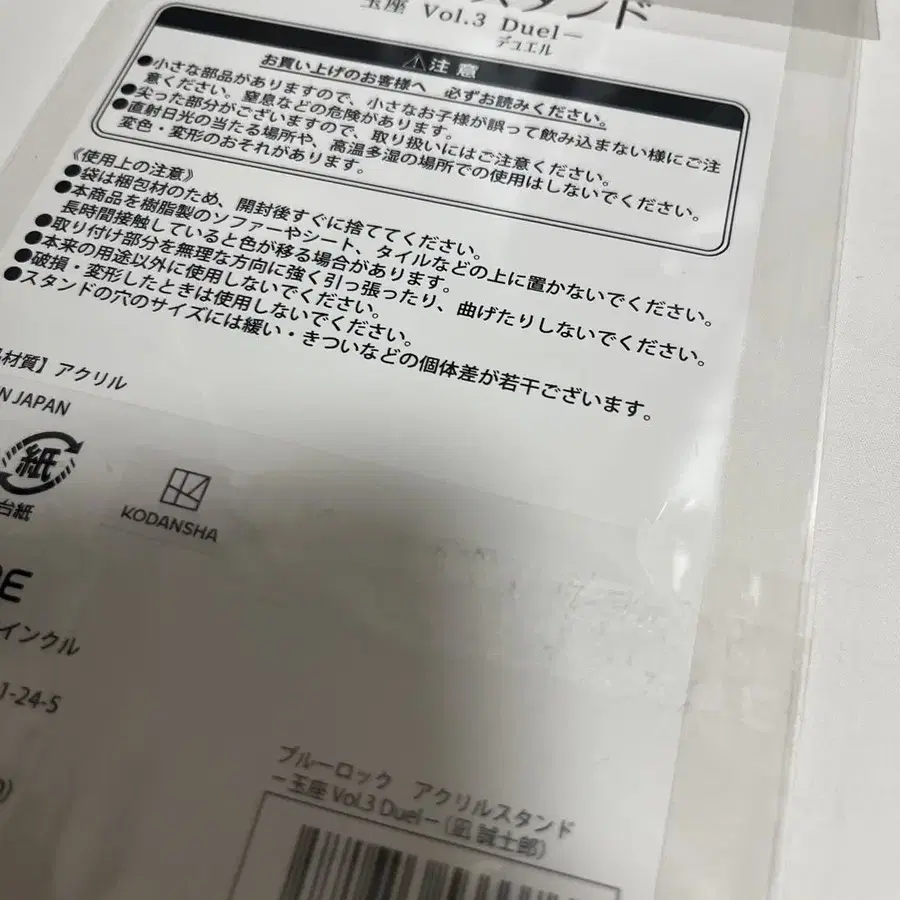 スタンド
玉座 Vol.3 Duel−
デュエル
注意
お買い上げのお客様へ 必ずお読みください。
●小さな部品がありますので、小さなお子様が誤って飲み込まない様にご注
意ください。窒息などの危険があります。
●尖った部分がございますので、取り扱いにはご注意ください。
●直射日光の当たる場所や、高温多湿の場所での使用はしないでください。
変色・変形のおそれがあります。
《使用上の注意》
●袋は梱包材のため、開封後すぐに捨ててください。
●本商品を樹脂製のソファーやシート、タイルなどの上に置かないでください。
長時間接触していると色が移る場合があります。
●取り付け部分を無理な方向に強く引っ張ったり、曲げたりしないでください。
●本来の用途以外に使用しないでください。
●破損・変形したときは使用しないでください。
●スタンドの穴のサイズには緩い・きついなどの個体差が若干ございます。
材質】アクリル
N JAPAN
紙
台紙
KODANSHA
インクル
1-24-5
ブルーロック アクリルスタンド
−玉座 Vol.3 Duel−（凪 誠士郎）